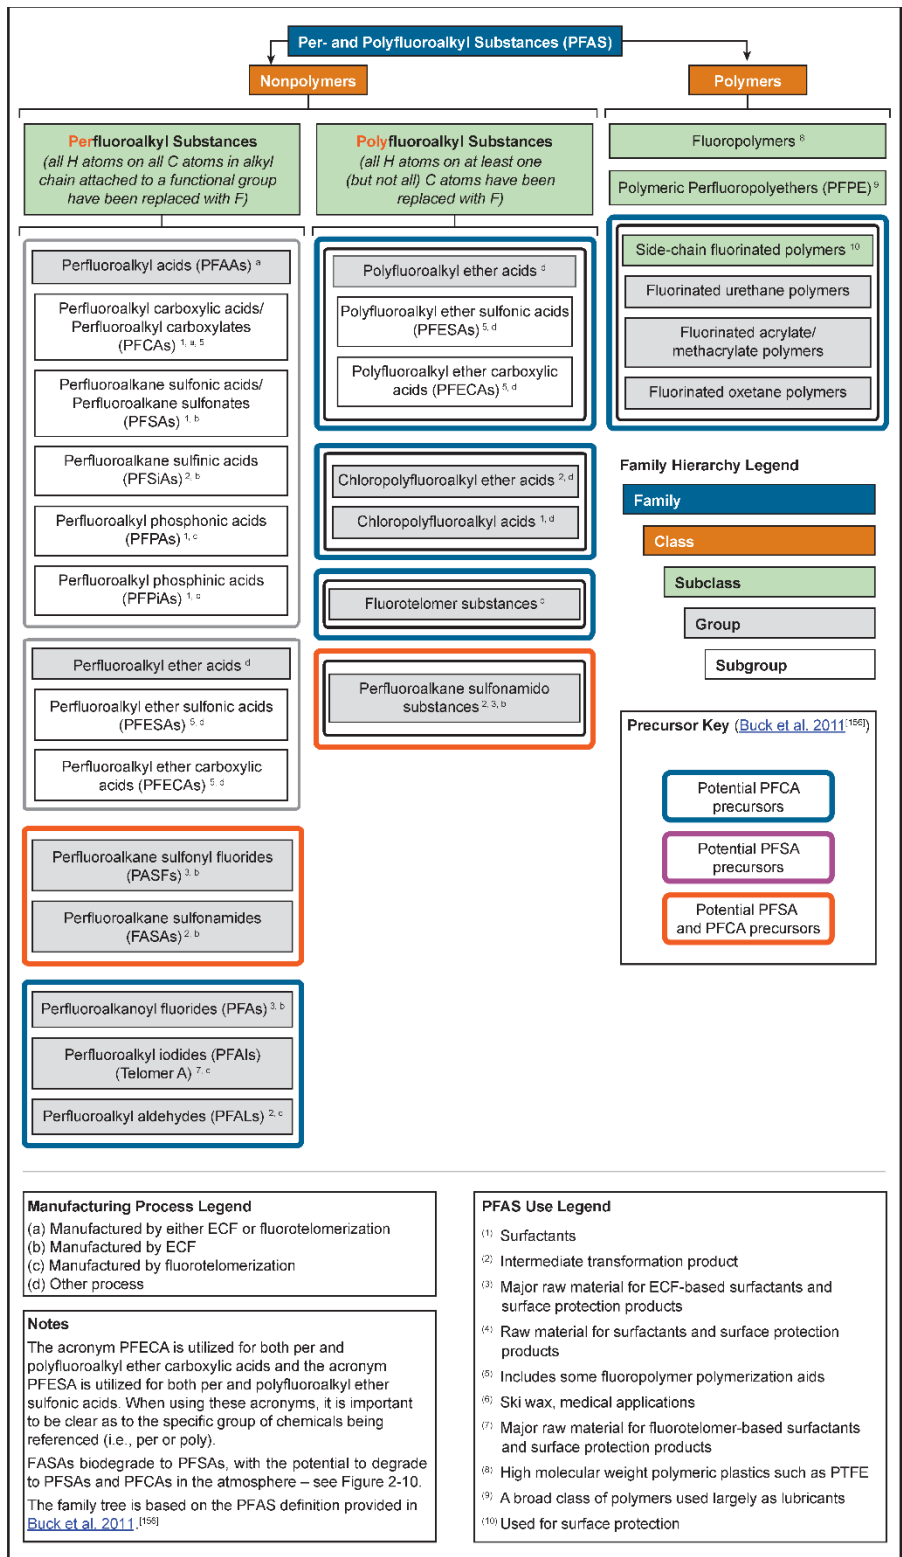 Per- and Polyfluoroalkyl Substances (PFAS)
Nonpolymers
Polymers
Perfluoroalkyl Substances
(all H atoms on all C atoms in alkyl
chain attached to a functional group
have been replaced with F)
Polyfluoroalkyl Substances
(all H atoms on at least one
(but not all) C atoms have been
replaced with F)
Fluoropolymers 8
Polymeric Perfluoropolyethers (PFPE) 9
Perfluoroalkyl acids (PFAAs) a
Perfluoroalkyl carboxylic acids/
Perfluoroalkyl carboxylates
(PFCAs) 1, a, 5
Perfluoroalkane sulfonic acids/
Perfluoroalkane sulfonates
(PFSAs) 1, b
Perfluoroalkane sulfinic acids
(PFSiAs) 2, b
Perfluoroalkyl phosphonic acids
(PFPAs) 1, c
Perfluoroalkyl phosphinic acids
(PFPiAs) 1, c
Perfluoroalkyl ether acids d
Perfluoroalkyl ether sulfonic acids
(PFESAs) 5, d
Perfluoroalkyl ether carboxylic
acids (PFECAs) 5, d
Perfluoroalkane sulfonyl fluorides
(PASFs) 3, b
Perfluoroalkane sulfonamides
(FASAs) 2, b
Perfluoroalkanoyl fluorides (PFAs) 3, b
Perfluoroalkyl iodides (PFAIs)
(Telomer A) 7, c
Perfluoroalkyl aldehydes (PFALs) 2, c
Polyfluoroalkyl ether acids d
Polyfluoroalkyl ether sulfonic acids
(PFESAs) 5, d
Polyfluoroalkyl ether carboxylic
acids (PFECAs) 5, d
Chloropolyfluoroalkyl ether acids 2, d
Chloropolyfluoroalkyl acids 1, d
Fluorotelomer substances c
Perfluoroalkane sulfonamido
substances 2, 3, b
Side-chain fluorinated polymers 10
Fluorinated urethane polymers
Fluorinated acrylate/
methacrylate polymers
Fluorinated oxetane polymers
Family Hierarchy Legend
Family
Class
Subclass
Group
Subgroup
Precursor Key (Buck et al. 2011[156])
Potential PFCA
precursors
Potential PFSA
precursors
Potential PFSA
and PFCA precursors
Manufacturing Process Legend
(a) Manufactured by either ECF or fluorotelomerization
(b) Manufactured by ECF
(c) Manufactured by fluorotelomerization
(d) Other process
Notes
The acronym PFECA is utilized for both per and
polyfluoroalkyl ether carboxylic acids and the acronym
PFESA is utilized for both per and polyfluoroalkyl ether
sulfonic acids. When using these acronyms, it is important
to be clear as to the specific group of chemicals being
referenced (i.e., per or poly).
FASAs biodegrade to PFSAs, with the potential to degrade
to PFSAs and PFCAs in the atmosphere – see Figure 2-10.
The family tree is based on the PFAS definition provided in
Buck et al. 2011.[156]
PFAS Use Legend
(1) Surfactants
(2) Intermediate transformation product
(3) Major raw material for ECF-based surfactants and
surface protection products
(4) Raw material for surfactants and surface protection
products
(5) Includes some fluoropolymer polymerization aids
(6) Ski wax, medical applications
(7) Major raw material for fluorotelomer-based surfactants
and surface protection products
(8) High molecular weight polymeric plastics such as PTFE
(9) A broad class of polymers used largely as lubricants
(10) Used for surface protection